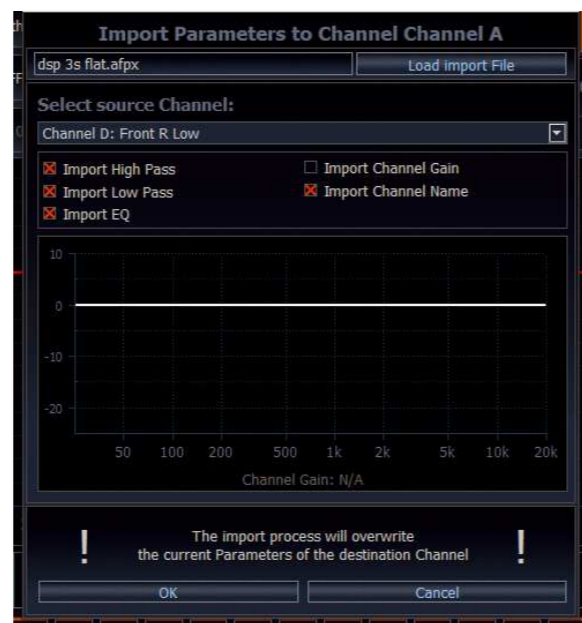 Import Parameters to Channel Channel A
dsp 3s flat.afpx
Load import File
Select source Channel:
Channel D: Front R Low
Import High Pass
Import Channel Gain
Import Low Pass
Import Channel Name
Import EQ
10
0
-10
-20
50 100 200 500 1k 2k 5k 10k 20k
Channel Gain: N/A
! The import process will overwrite !
the current Parameters of the destination Channel
OK
Cancel